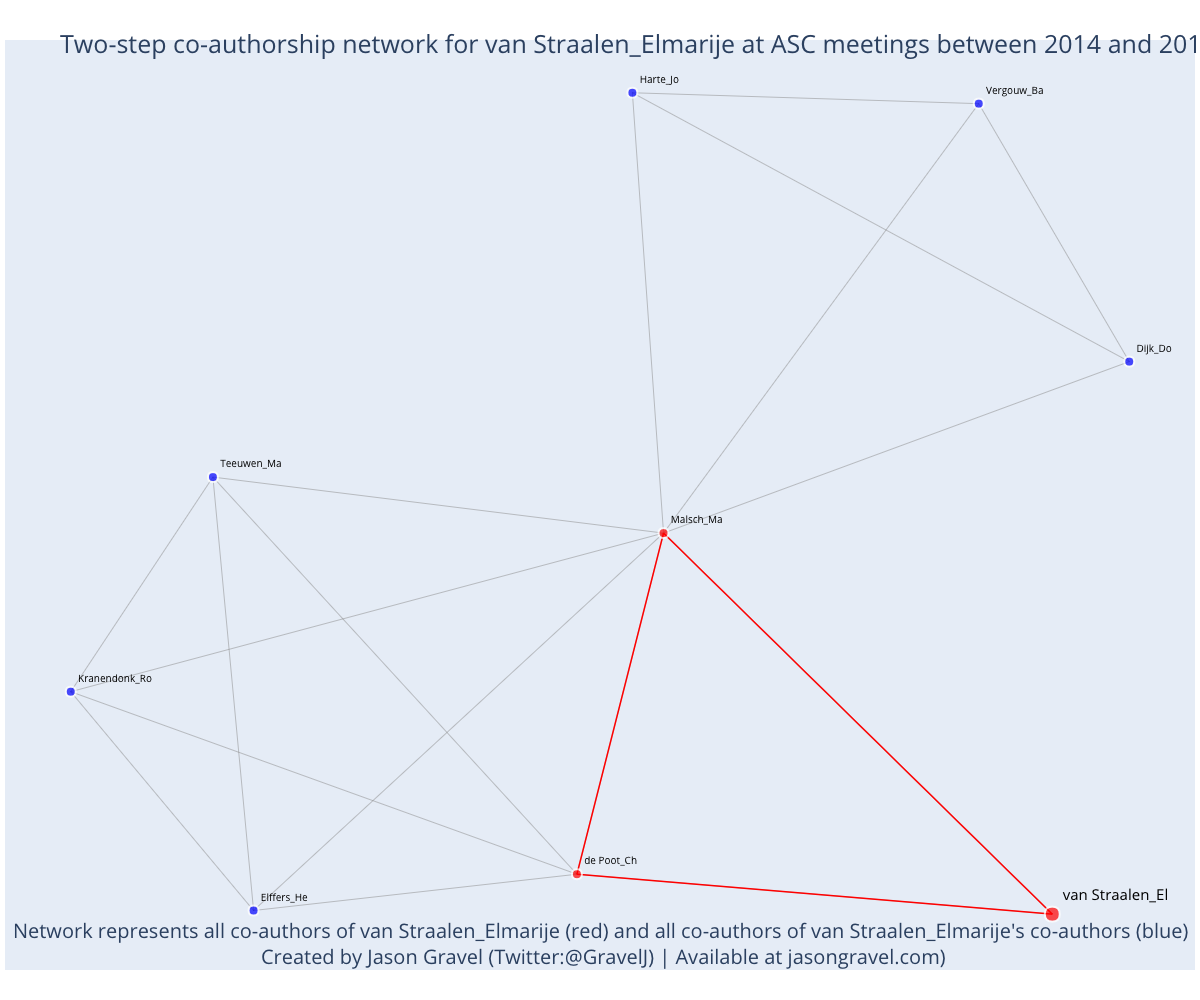 Two-step co-authorship network for van Straalen_Elmarije at ASC meetings between 2014 and 201
Harte_Jo
Vergouw_Ba
Dijk_Do
Teeuwen_Ma
Malsch_Ma
Kranendonk_Ro
de Poot_Ch
Elffers_He
van Straalen_El
Network represents all co-authors of van Straalen_Elmarije (red) and all co-authors of van Straalen_Elmarije's co-authors (blue)
Created by Jason Gravel (Twitter:@GravelJ) | Available at jasongravel.com)